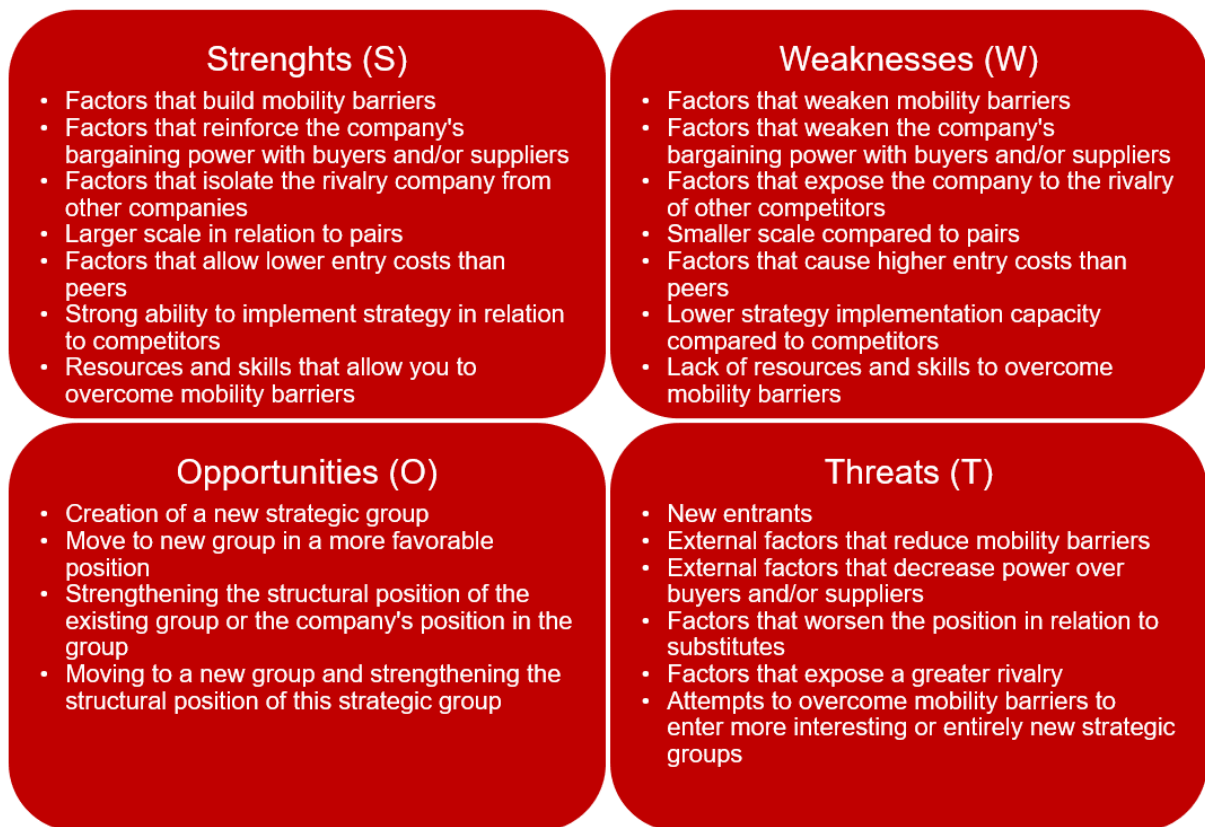 Strenghts (S)
• Factors that build mobility barriers
• Factors that reinforce the company's
bargaining power with buyers and/or suppliers
• Factors that isolate the rivalry company from
other companies
• Larger scale in relation to pairs
• Factors that allow lower entry costs than
peers
• Strong ability to implement strategy in relation
to competitors
• Resources and skills that allow you to
overcome mobility barriers
Weaknesses (W)
• Factors that weaken mobility barriers
• Factors that weaken the company's
bargaining power with buyers and/or suppliers
• Factors that expose the company to the rivalry
of other competitors
• Smaller scale compared to pairs
• Factors that cause higher entry costs than
peers
• Lower strategy implementation capacity
compared to competitors
• Lack of resources and skills to overcome
mobility barriers
Opportunities (O)
• Creation of a new strategic group
• Move to new group in a more favorable
position
• Strengthening the structural position of the
existing group or the company's position in the
group
• Moving to a new group and strengthening the
structural position of this strategic group
Threats (T)
• New entrants
• External factors that reduce mobility barriers
• External factors that decrease power over
buyers and/or suppliers
• Factors that worsen the position in relation to
substitutes
• Factors that expose a greater rivalry
• Attempts to overcome mobility barriers to
enter more interesting or entirely new strategic
groups